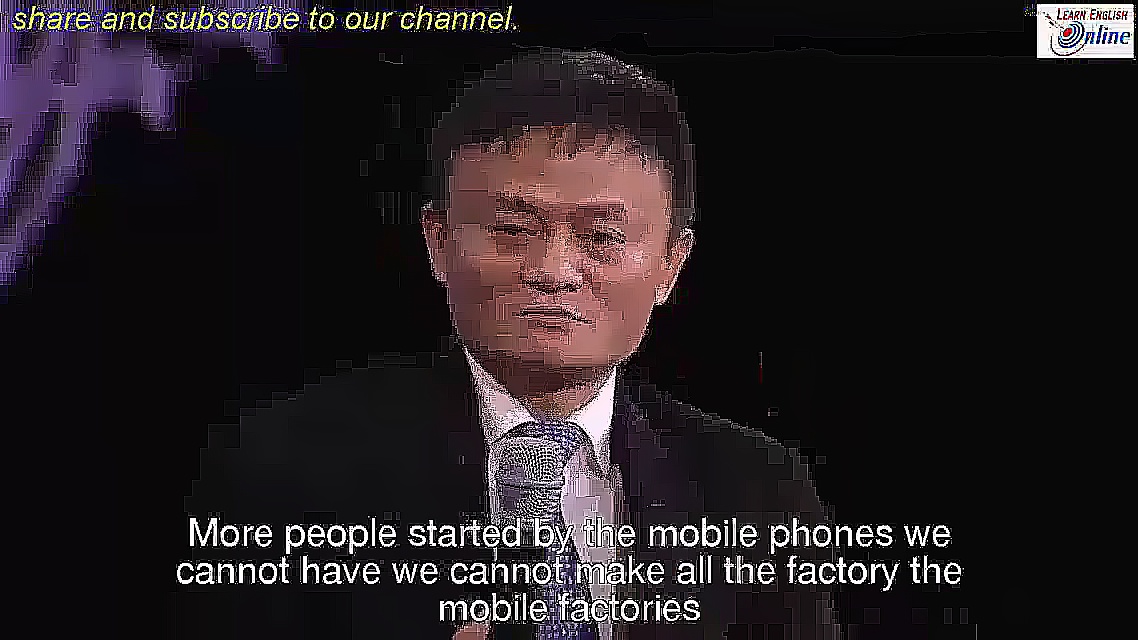 share and subscribe to our channel.
LEARN ENGLISH
Online
More people started by the mobile phones we
cannot have we cannot make all the factory the
mobile factories